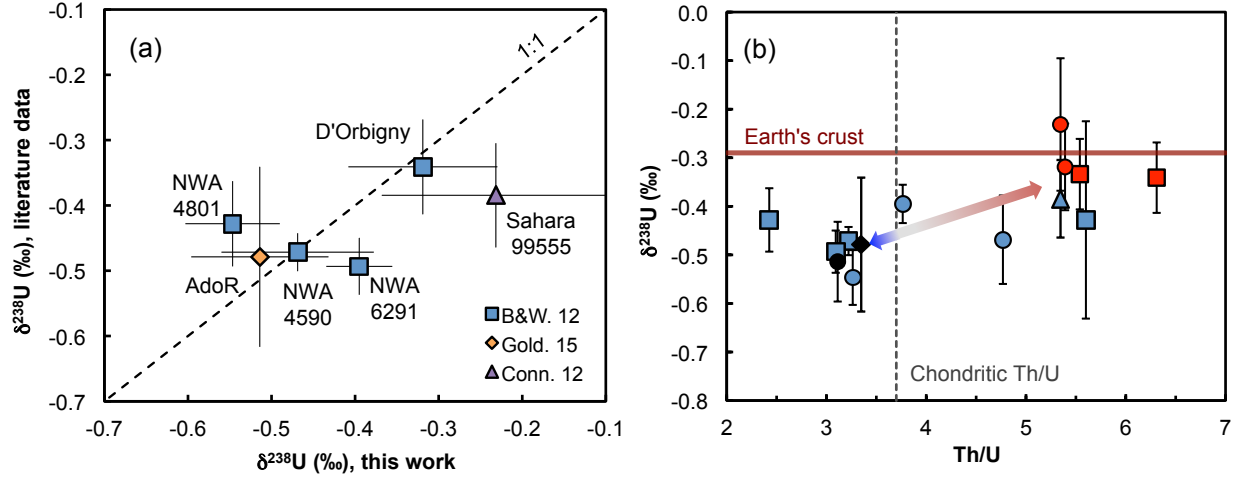 (a)
1:1
D'Orbigny
NWA
4801
Sahara
99555
AdoR
NWA
4590
NWA
6291
B&W. 12
Gold. 15
Conn. 12
-0.1
-0.2
-0.3
-0.4
-0.5
-0.6
-0.7
δ²³⁸U (‰), literature data
-0.7
-0.6
-0.5
-0.4
-0.3
-0.2
-0.1
δ²³⁸U (‰), this work
(b)
Earth's crust
Chondritic Th/U
0.0
-0.1
-0.2
-0.3
-0.4
-0.5
-0.6
-0.7
-0.8
δ²³⁸U (‰)
2
3
4
5
6
7
Th/U